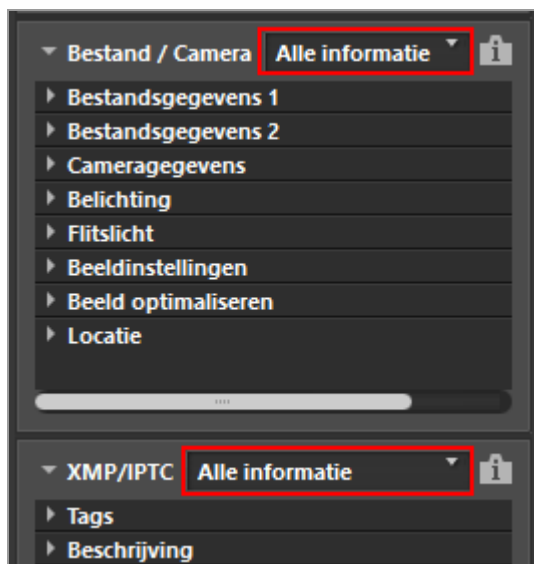 Bestand / Camera Alle informatie
Bestandsgegevens 1
Bestandsgegevens 2
Cameragegevens
Belichting
Flitslicht
Beeldinstellingen
Beeld optimaliseren
Locatie
XMP/IPTC Alle informatie
Tags
Beschrijving